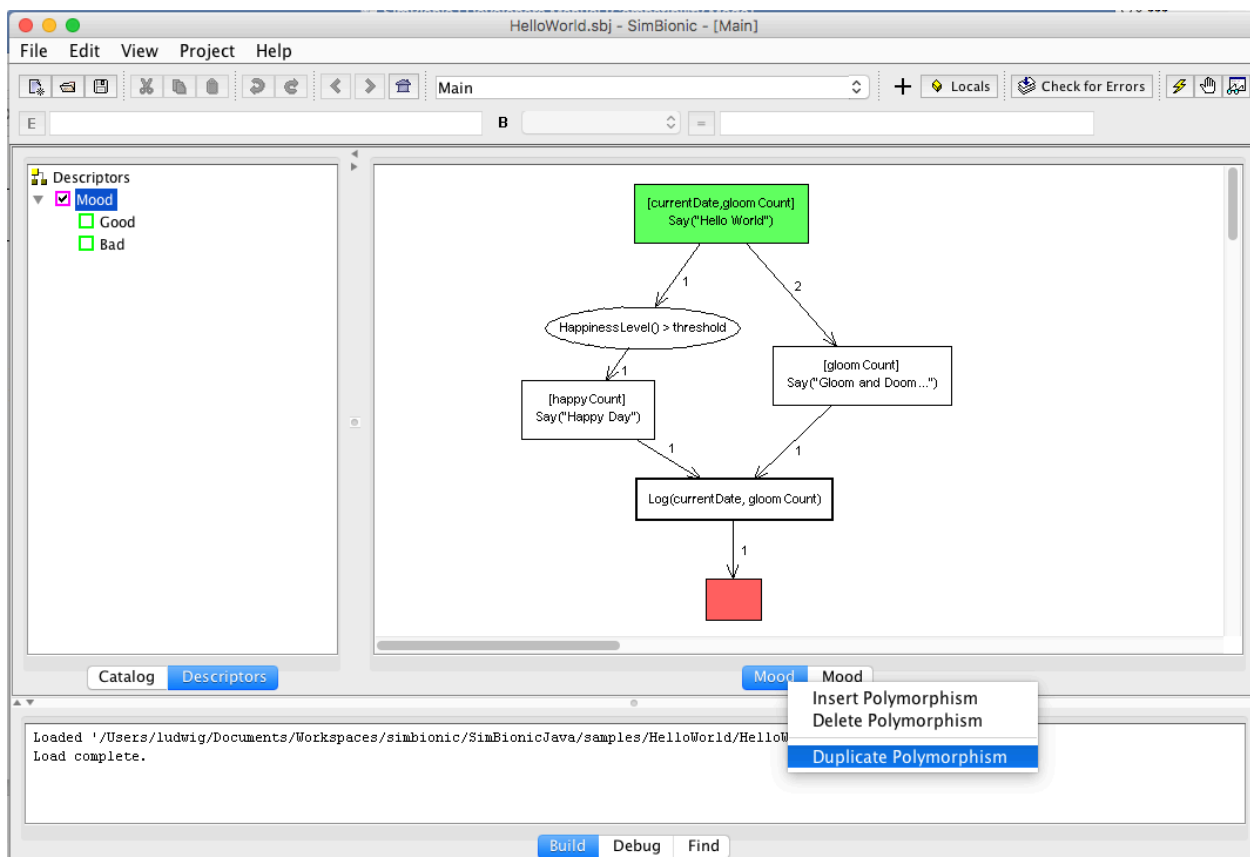 HelloWorld.sbj - SimBionic - [Main]
File Edit View Project Help
Main
Locals
Check for Errors
E
B
=
Descriptors
Mood
Good
Bad
[currentDate,gloomCount]
Say("Hello World")
1
2
HappinessLevel() > threshold
[gloomCount]
Say("Gloom and Doom...")
1
[happyCount]
Say("Happy Day")
1
1
Log(currentDate, gloomCount)
1
Catalog Descriptors
Mood Mood
Insert Polymorphism
Delete Polymorphism
Duplicate Polymorphism
Loaded '/Users/ludwig/Documents/Workspaces/simbionic/SimBionicJava/samples/HelloWorld/HelloW
Load complete.
Build Debug Find